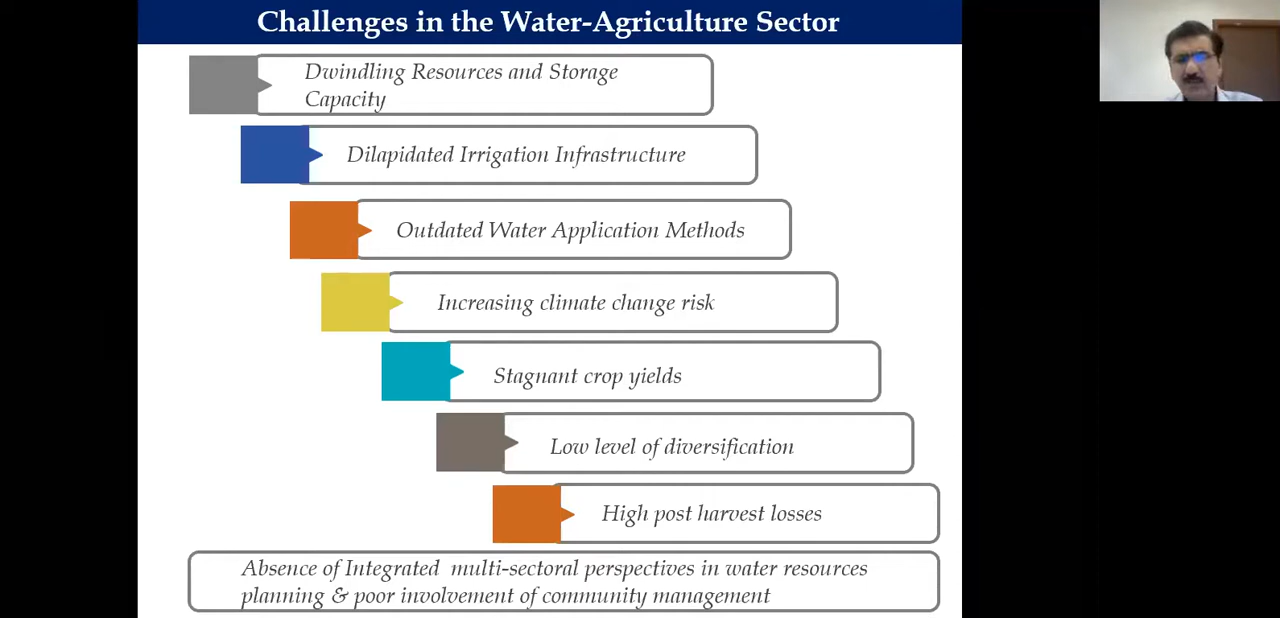 Challenges in the Water-Agriculture Sector
Dwindling Resources and Storage
Capacity
Dilapidated Irrigation Infrastructure
Outdated Water Application Methods
Increasing climate change risk
Stagnant crop yields
Low level of diversification
High post harvest losses
Absence of Integrated multi-sectoral perspectives in water resources
planning & poor involvement of community management